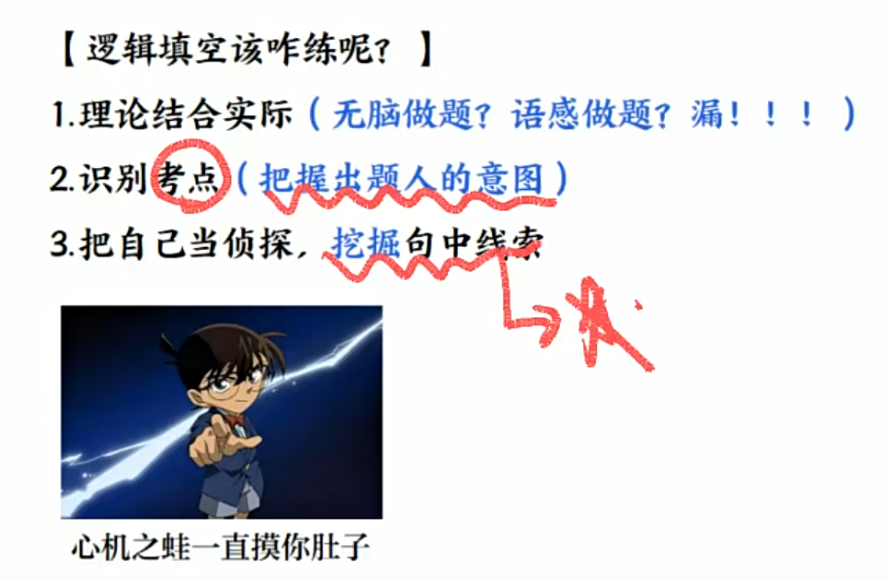 【逻辑填空该咋练呢？】
1.理论结合实际（无脑做题？语感做题？漏！！！）
2.识别考点（把握出题人的意图）
3.把自己当侦探，挖掘句中线索
心机之蛙一直摸你肚子